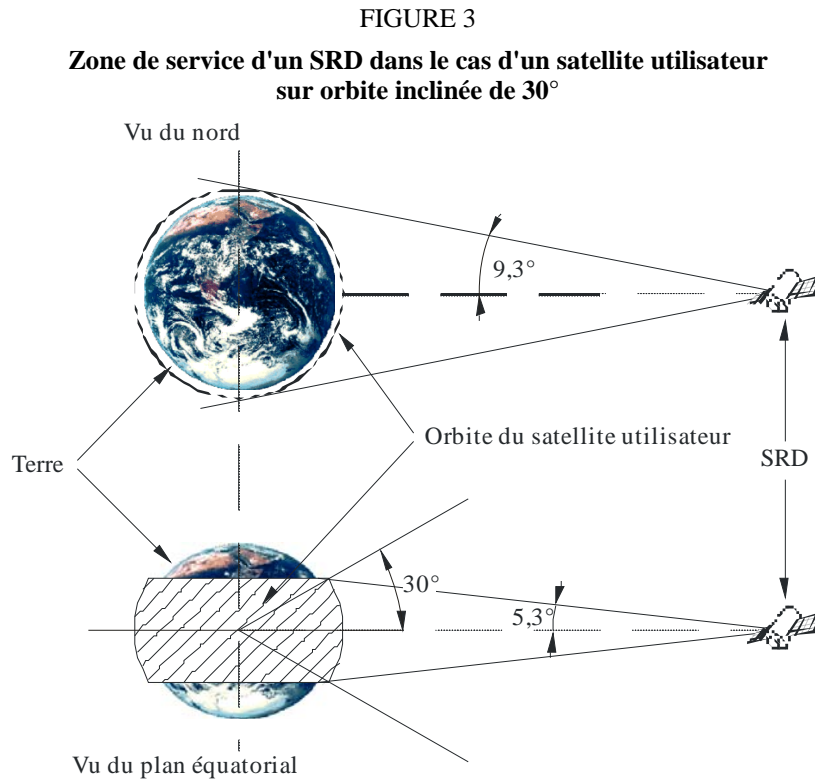 FIGURE 3
Zone de service d'un SRD dans le cas d'un satellite utilisateur
sur orbite inclinée de 30°
Vu du nord
9,3°
Orbite du satellite utilisateur
Terre
SRD
30°
5,3°
Vu du plan équatorial